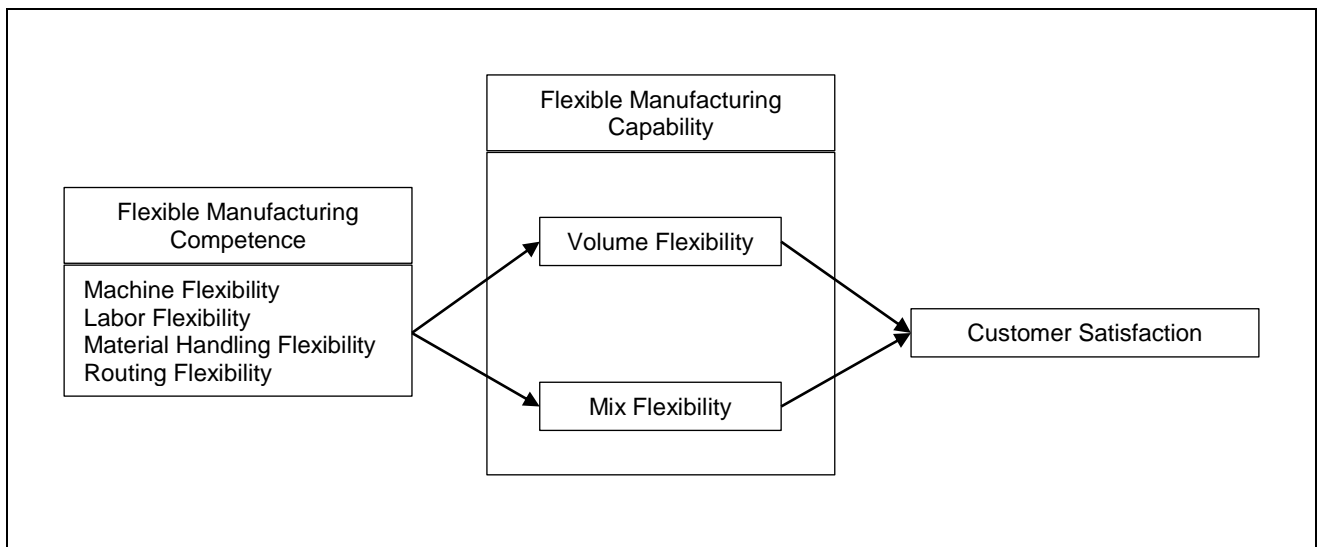 Flexible Manufacturing
Competence
Machine Flexibility
Labor Flexibility
Material Handling Flexibility
Routing Flexibility
Flexible Manufacturing
Capability
Volume Flexibility
Mix Flexibility
Customer Satisfaction